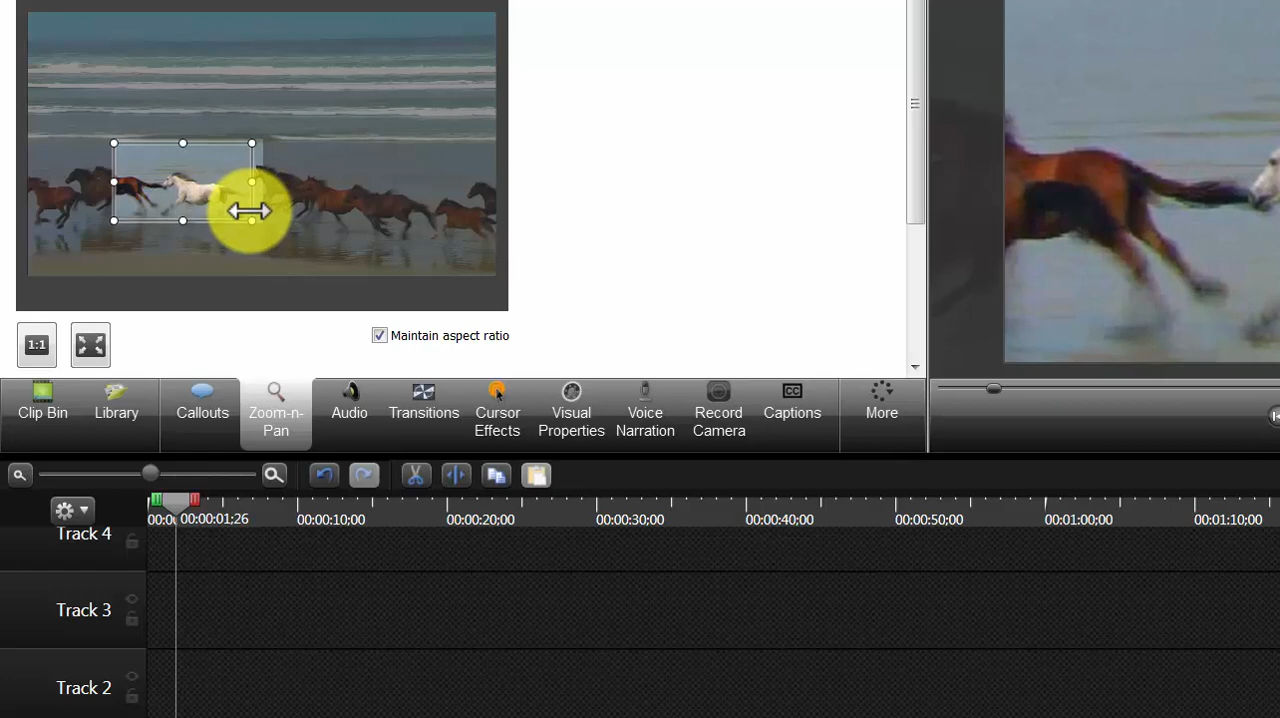 1:1
Maintain aspect ratio
Clip Bin
Library
Callouts
Zoom-n-
Pan
Audio
Transitions
Cursor
Effects
Visual
Properties
Voice
Narration
Record
Camera
CC
Captions
More
00:00:01;26
00:00:10;00
00:00:20;00
00:00:30;00
00:00:40;00
00:00:50;00
00:01:00;00
00:01:10;00
Track 4
Track 3
Track 2